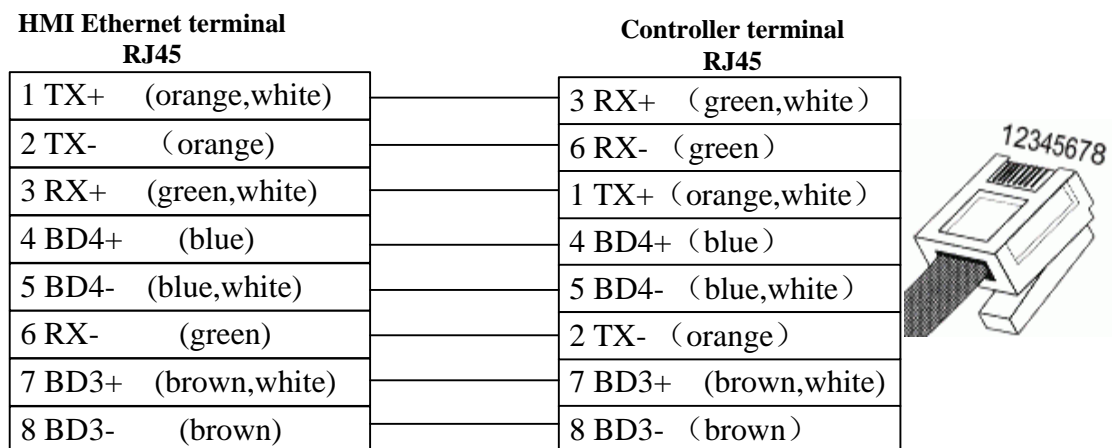 HMI Ethernet terminal
RJ45
1 TX+ (orange,white)
2 TX- （orange)
3 RX+ (green,white)
4 BD4+ (blue)
5 BD4- (blue,white)
6 RX- (green)
7 BD3+ (brown,white)
8 BD3- (brown)
Controller terminal
RJ45
3 RX+ （green,white）
6 RX- （green）
1 TX+（orange,white）
4 BD4+（blue）
5 BD4- （blue,white）
2 TX- （orange）
7 BD3+ (brown,white)
8 BD3- （brown）
12345678